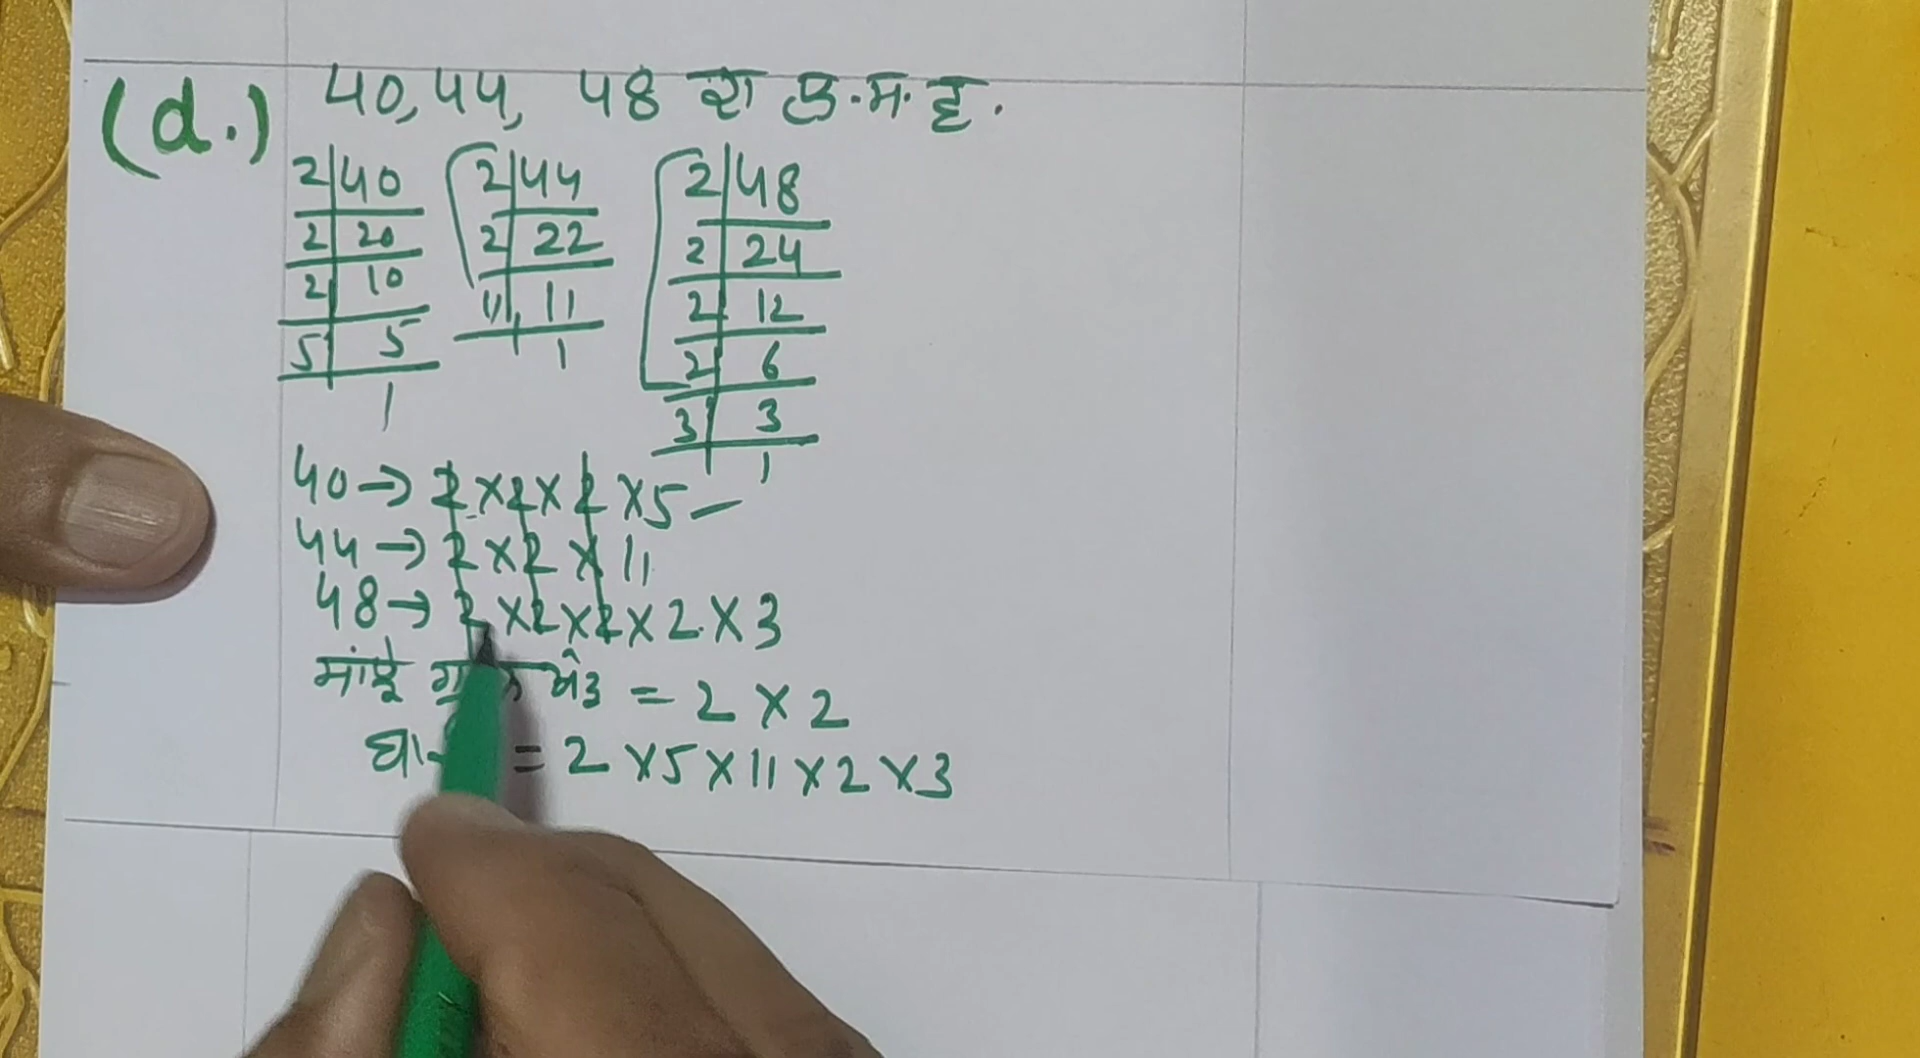 (d.) 40, 44, 48 ਦਾ ਲ.ਸ.ਵ.
2|40 2|44 2|48
2|20 2|22 2|24
2|10 11|11 2|12
5|5 1 2|6
1 3|3
1
40→ 2×2×2×5–
44→ 2×2×11
48→ 2×2×2×2×3
ਸਾਂਝੇ = 2×2
= 2×5×11×2×3